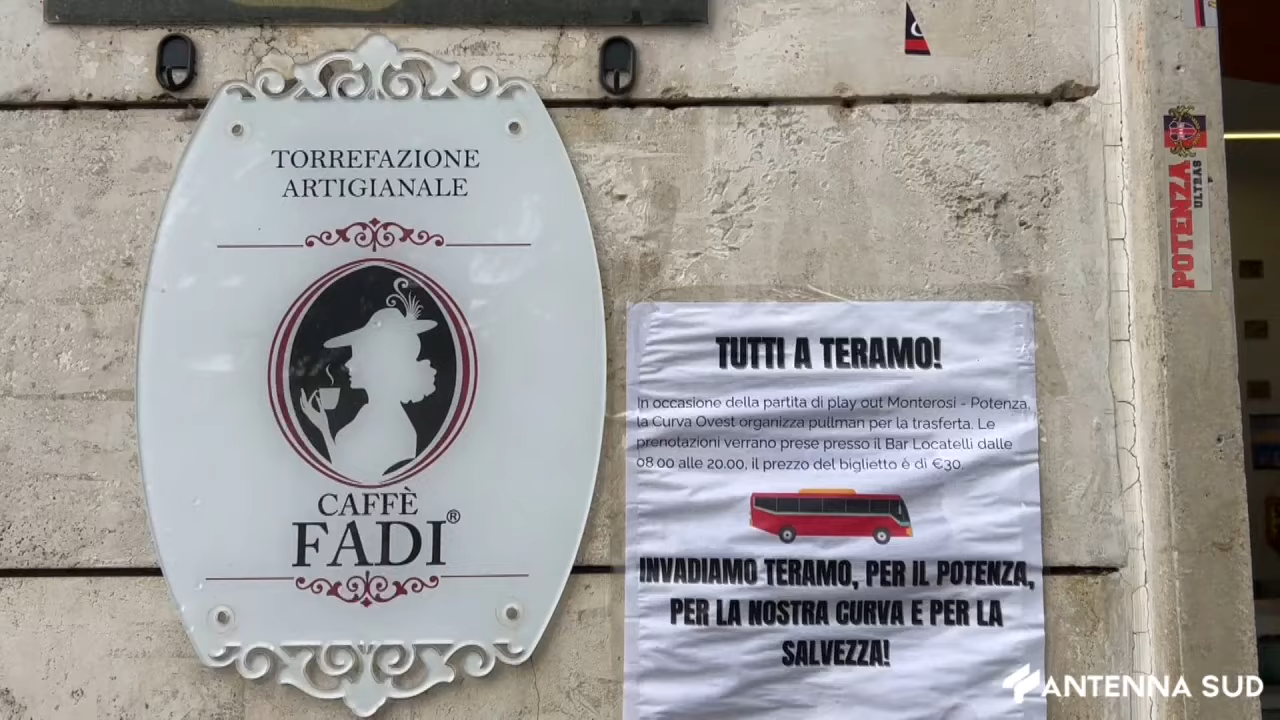 TORREFAZIONE
ARTIGIANALE
CAFFÈ
FADI®
TUTTI A TERAMO!
In occasione della partita di play out Monterosi - Potenza,
la Curva Ovest organizza pullman per la trasferta. Le
prenotazioni verrano prese presso il Bar Locatelli dalle
08.00 alle 20.00, il prezzo del biglietto è di €30.
INVADIAMO TERAMO, PER IL POTENZA,
PER LA NOSTRA CURVA E PER LA
SALVEZZA!
POTENZA
ULTRAS
ANTENNA SUD